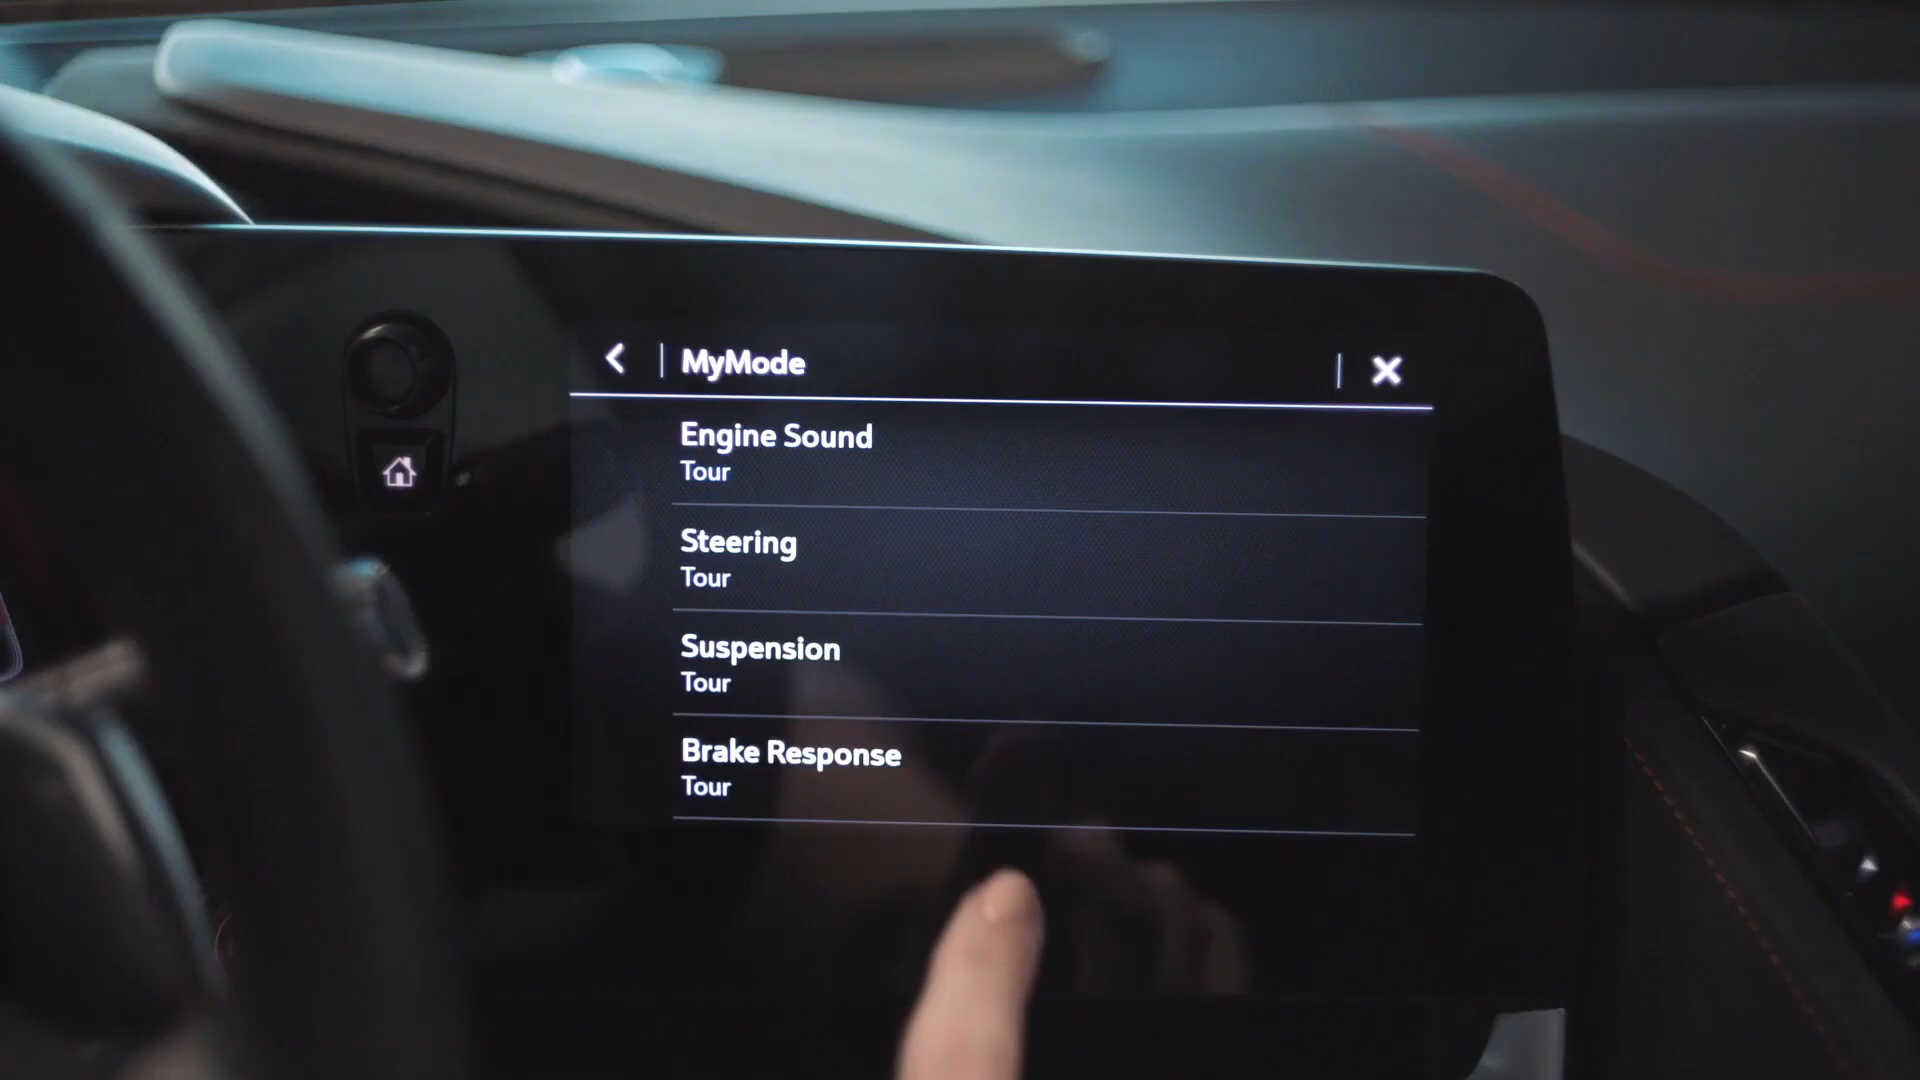 MyMode
Engine Sound
Tour
Steering
Tour
Suspension
Tour
Brake Response
Tour